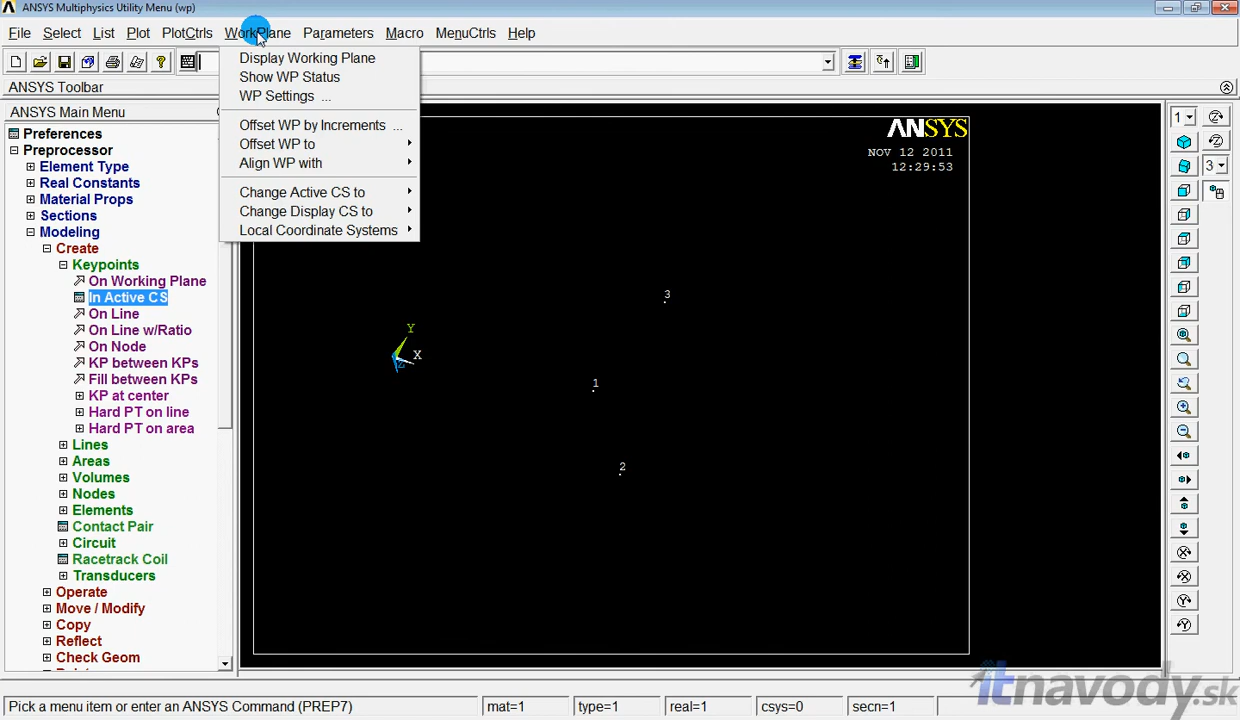 ANSYS Multiphysics Utility Menu (wp)
File Select List Plot PlotCtrls WorkPlane Parameters Macro MenuCtrls Help
ANSYS Toolbar
Display Working Plane
Show WP Status
WP Settings ...
Offset WP by Increments ...
Offset WP to
Align WP with
Change Active CS to
Change Display CS to
Local Coordinate Systems
ANSYS Main Menu
Preferences
Preprocessor
Element Type
Real Constants
Material Props
Sections
Modeling
Create
Keypoints
On Working Plane
In Active CS
On Line
On Line w/Ratio
On Node
KP between KPs
Fill between KPs
KP at center
Hard PT on line
Hard PT on area
Lines
Areas
Volumes
Nodes
Elements
Contact Pair
Circuit
Racetrack Coil
Transducers
Operate
Move / Modify
Copy
Reflect
Check Geom
ANSYS
NOV 12 2011
12:29:53
3
Y
X
Z
1
2
1
3
Pick a menu item or enter an ANSYS Command (PREP7) mat=1 type=1 real=1 csys=0 secn=1
itnavody.sk